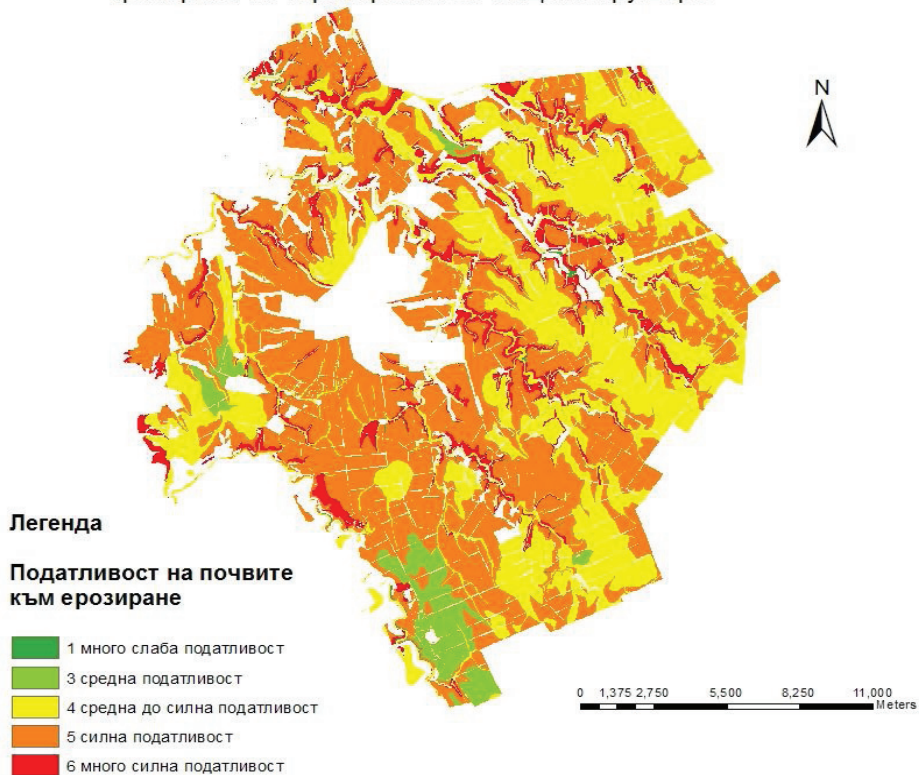 N
Легенда
Податливост на почвите
към ерозиране
1 много слаба податливост
3 средна податливост
4 средна до силна податливост
5 силна податливост
6 много силна податливост
0 1,375 2,750 5,500 8,250 11,000
Meters